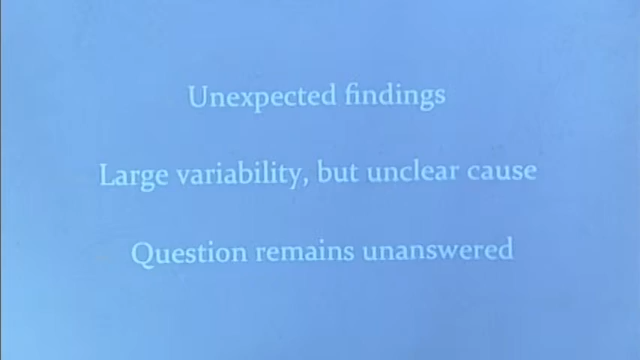 Unexpected findings
Large variability, but unclear cause
Question remains unanswered